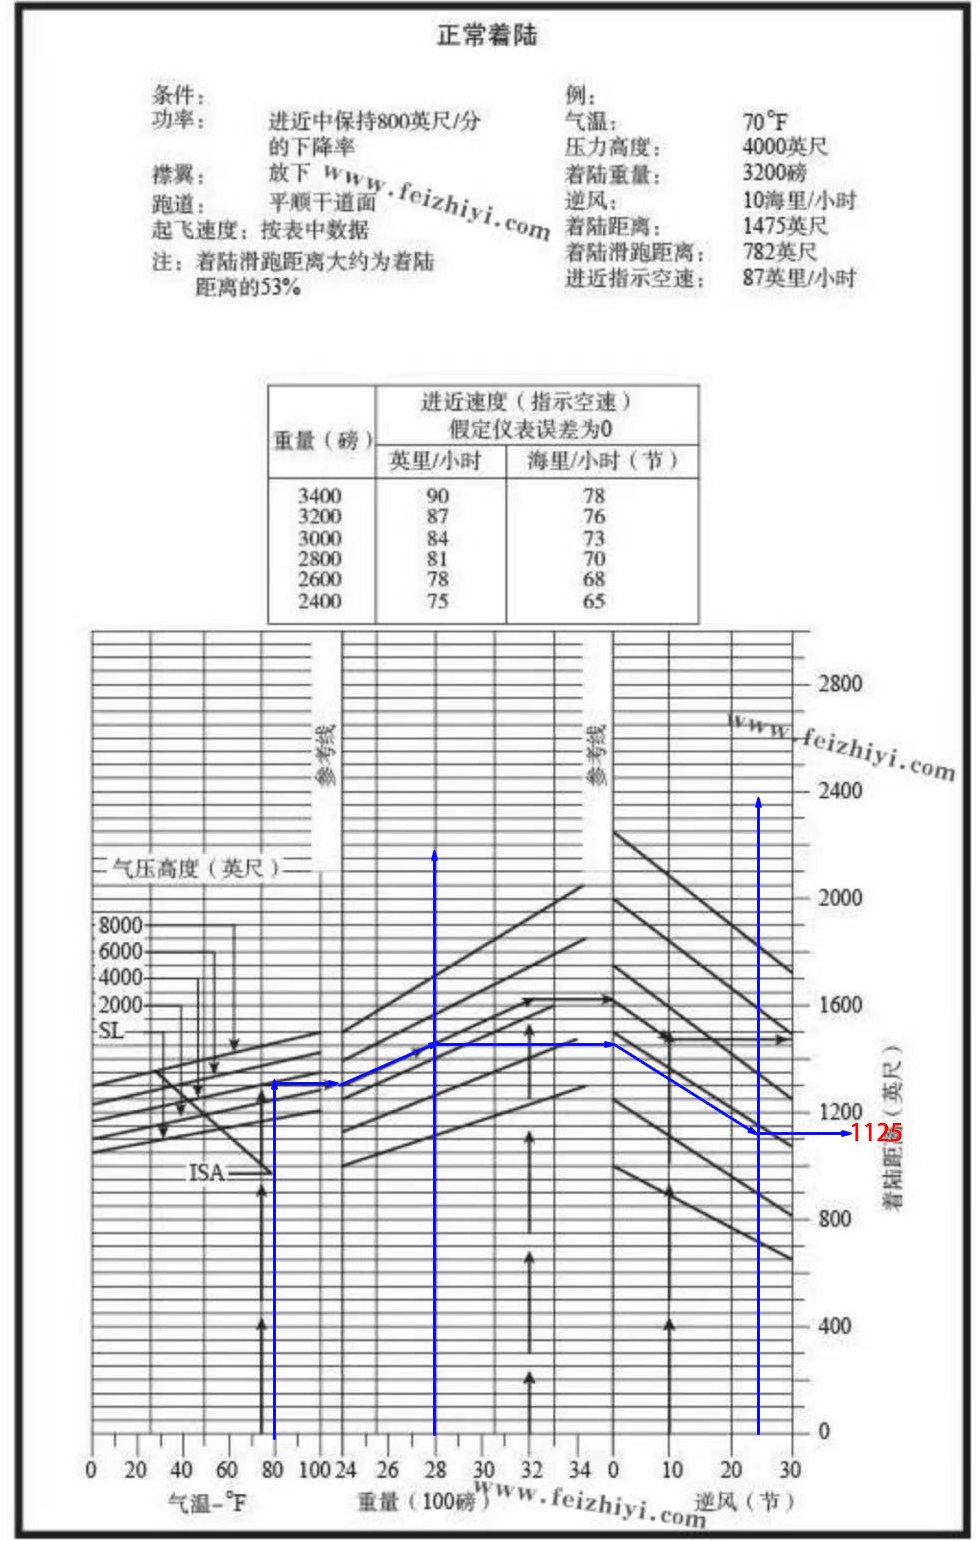 正常着陆
条件：
功率： 进近中保持800英尺/分
的下降率
襟翼： 放下
跑道： 平顺干道面
起飞速度：按表中数据
注：着陆滑跑距离大约为着陆
距离的53%
例：
气温： 70°F
压力高度： 4000英尺
着陆重量： 3200磅
逆风： 10海里/小时
着陆距离： 1475英尺
着陆滑跑距离： 782英尺
进近指示空速： 87英里/小时
www.feizhiyi.com
重量（磅） 进近速度（指示空速）
假定仪表误差为0
英里/小时 海里/小时（节）
3400 90 78
3200 87 76
3000 84 73
2800 81 70
2600 78 68
2400 75 65
参考线
参考线
www.feizhiyi.com
气压高度（英尺）
8000
6000
4000
2000
SL
ISA
2800
2400
2000
1600
1200
800
400
0
1125
着陆距离（英尺）
0 20 40 60 80 100 24 26 28 30 32 34 0 10 20 30
气温-°F 重量（100磅） 逆风（节）
www.feizhiyi.com